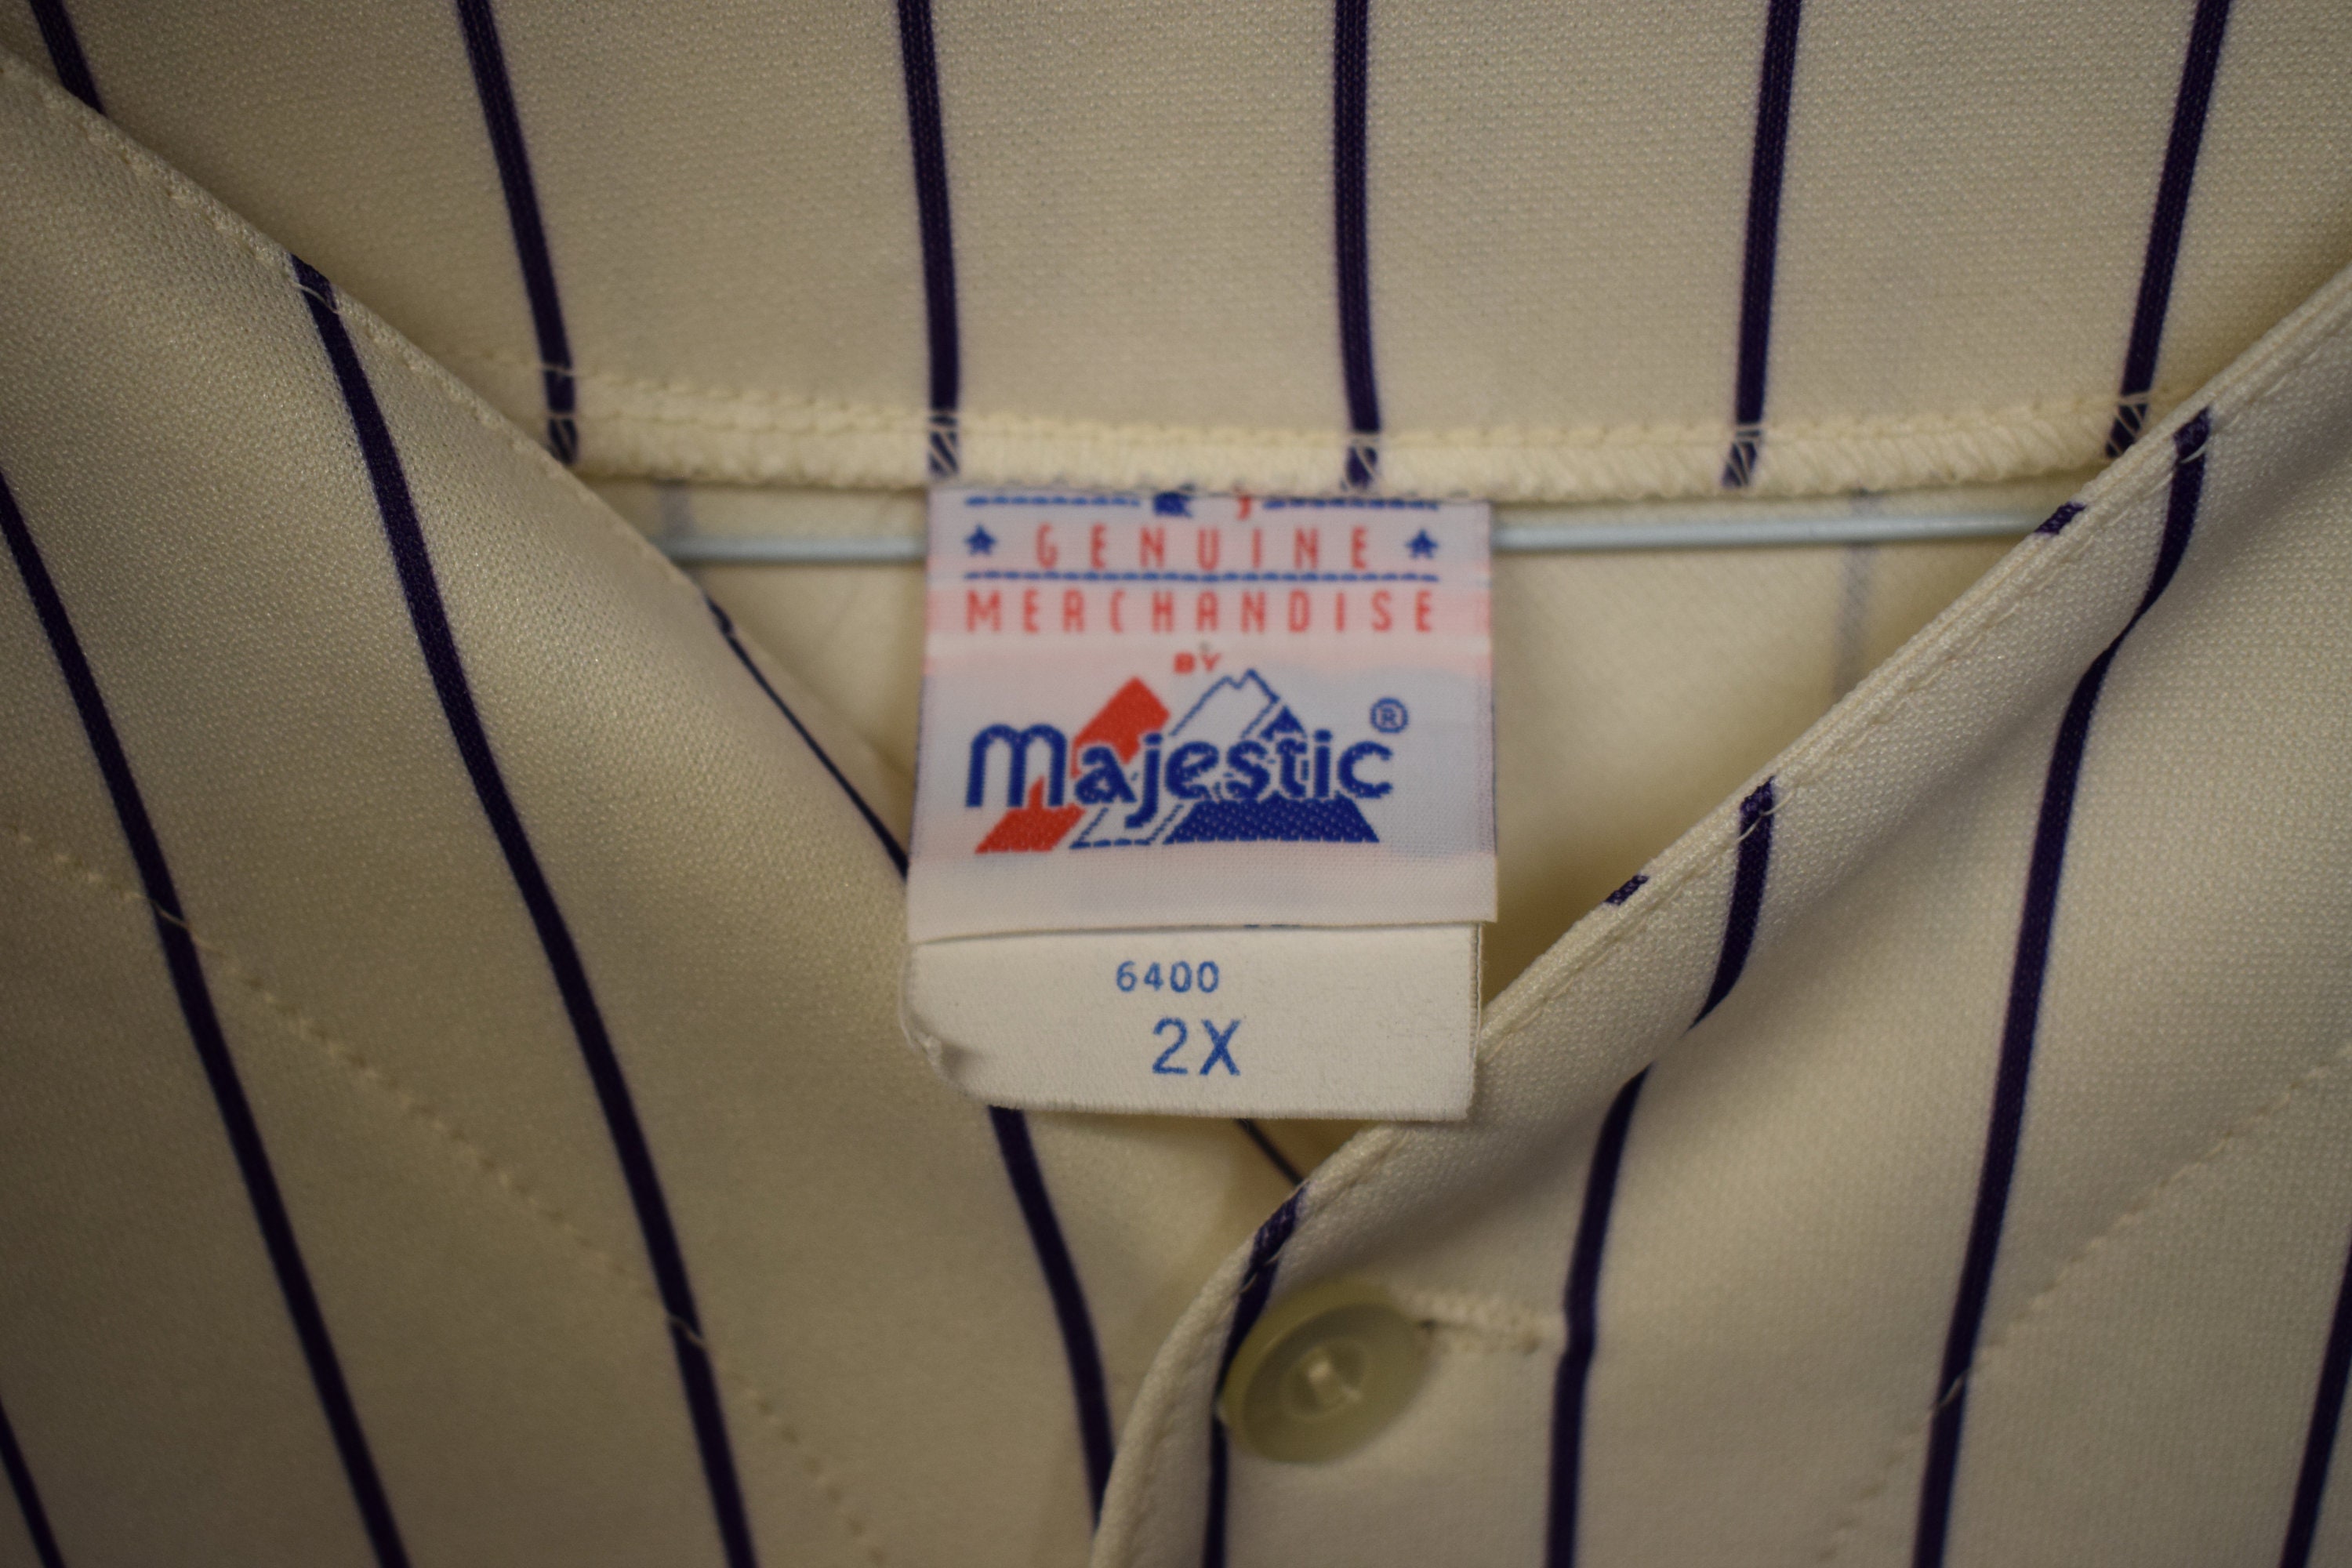 GENUINE
MERCHANDISE
BY
Majestic®
6400
2X